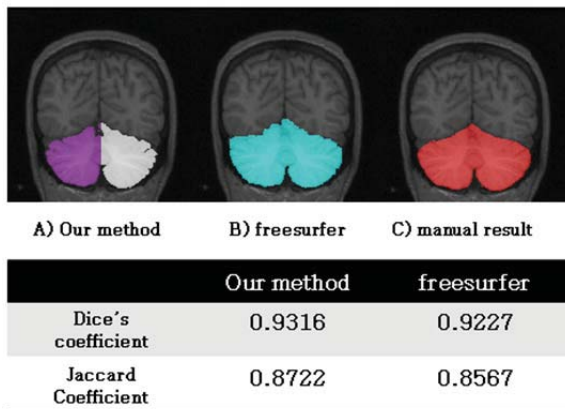 A) Our method B) freesurfer C) manual result
Our method freesurfer
Dice's coefficient 0.9316 0.9227
Jaccard Coefficient 0.8722 0.8567